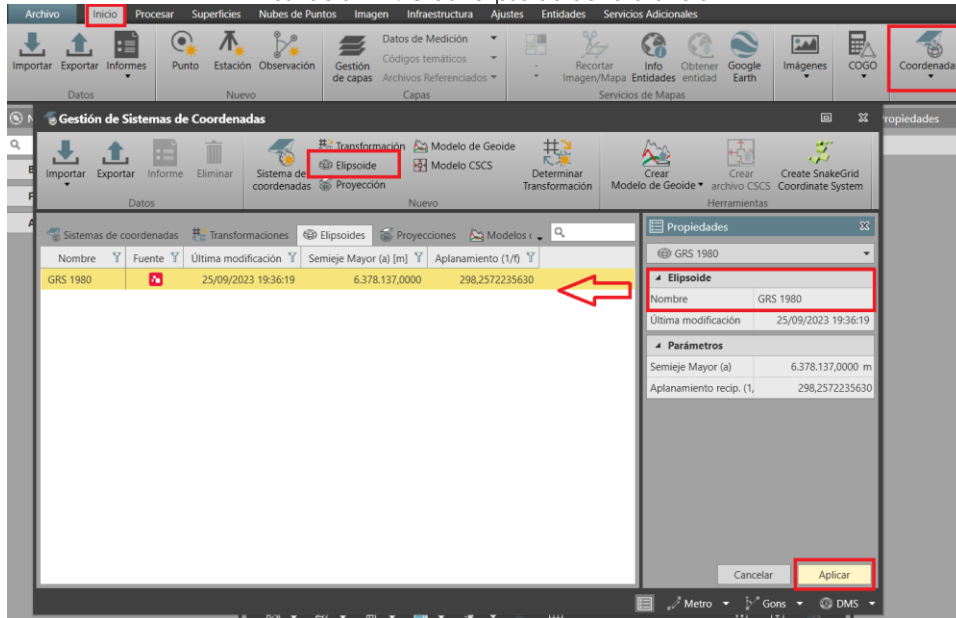 Archivo Inicio Procesar Superficies Nubes de Puntos Imagen Infraestructura Ajustes Entidades Servicios Adicionales
Importar Exportar Informes
Datos
Punto Estación Observación
Nuevo
Gestión de capas
Datos de Medición
Códigos temáticos
Archivos Referenciados
Capas
Recortar Imagen/Mapa
Info Entidades
Obtener entidad
Google Earth
Servicios de Mapas
Imágenes
COGO
Coordenadas
Propiedades
Gestión de Sistemas de Coordenadas
Importar Exportar Informe Eliminar
Datos
Sistema de coordenadas
Transformación
Elipsoide
Proyección
Modelo de Geoide
Modelo CSCS
Determinar Transformación
Nuevo
Crear Modelo de Geoide
Crear archivo CSCS
Create SnakeGrid Coordinate System
Herramientas
Sistemas de coordenadas Transformaciones Elipsoides Proyecciones Modelos
Nombre Fuente Última modificación Semieje Mayor (a) [m] Aplanamiento (1/f)
GRS 1980 25/09/2023 19:36:19 6.378.137,0000 298,2572235630
Propiedades
GRS 1980
Elipsoide
Nombre GRS 1980
Última modificación 25/09/2023 19:36:19
Parámetros
Semieje Mayor (a) 6.378.137,0000 m
Aplanamiento recip. (1, 298,2572235630
Cancelar Aplicar
Metro Gons DMS